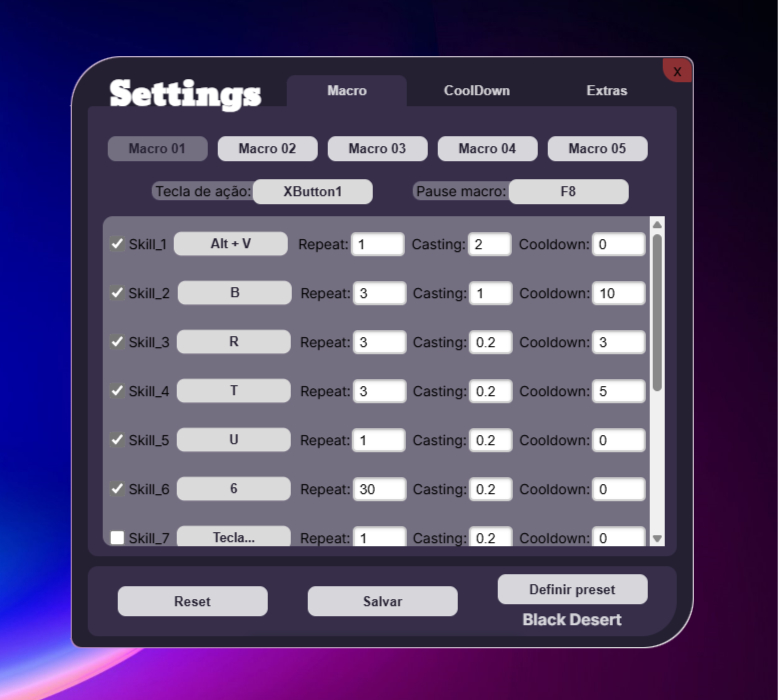 X
Settings Macro CoolDown Extras
Macro 01 Macro 02 Macro 03 Macro 04 Macro 05
Tecla de ação: XButton1 Pause macro: F8
Skill_1 Alt + V Repeat: 1 Casting: 2 Cooldown: 0
Skill_2 B Repeat: 3 Casting: 1 Cooldown: 10
Skill_3 R Repeat: 3 Casting: 0.2 Cooldown: 3
Skill_4 T Repeat: 3 Casting: 0.2 Cooldown: 5
Skill_5 U Repeat: 1 Casting: 0.2 Cooldown: 0
Skill_6 6 Repeat: 30 Casting: 0.2 Cooldown: 0
Skill_7 Tecla... Repeat: 1 Casting: 0.2 Cooldown: 0
Reset Salvar Definir preset
Black Desert